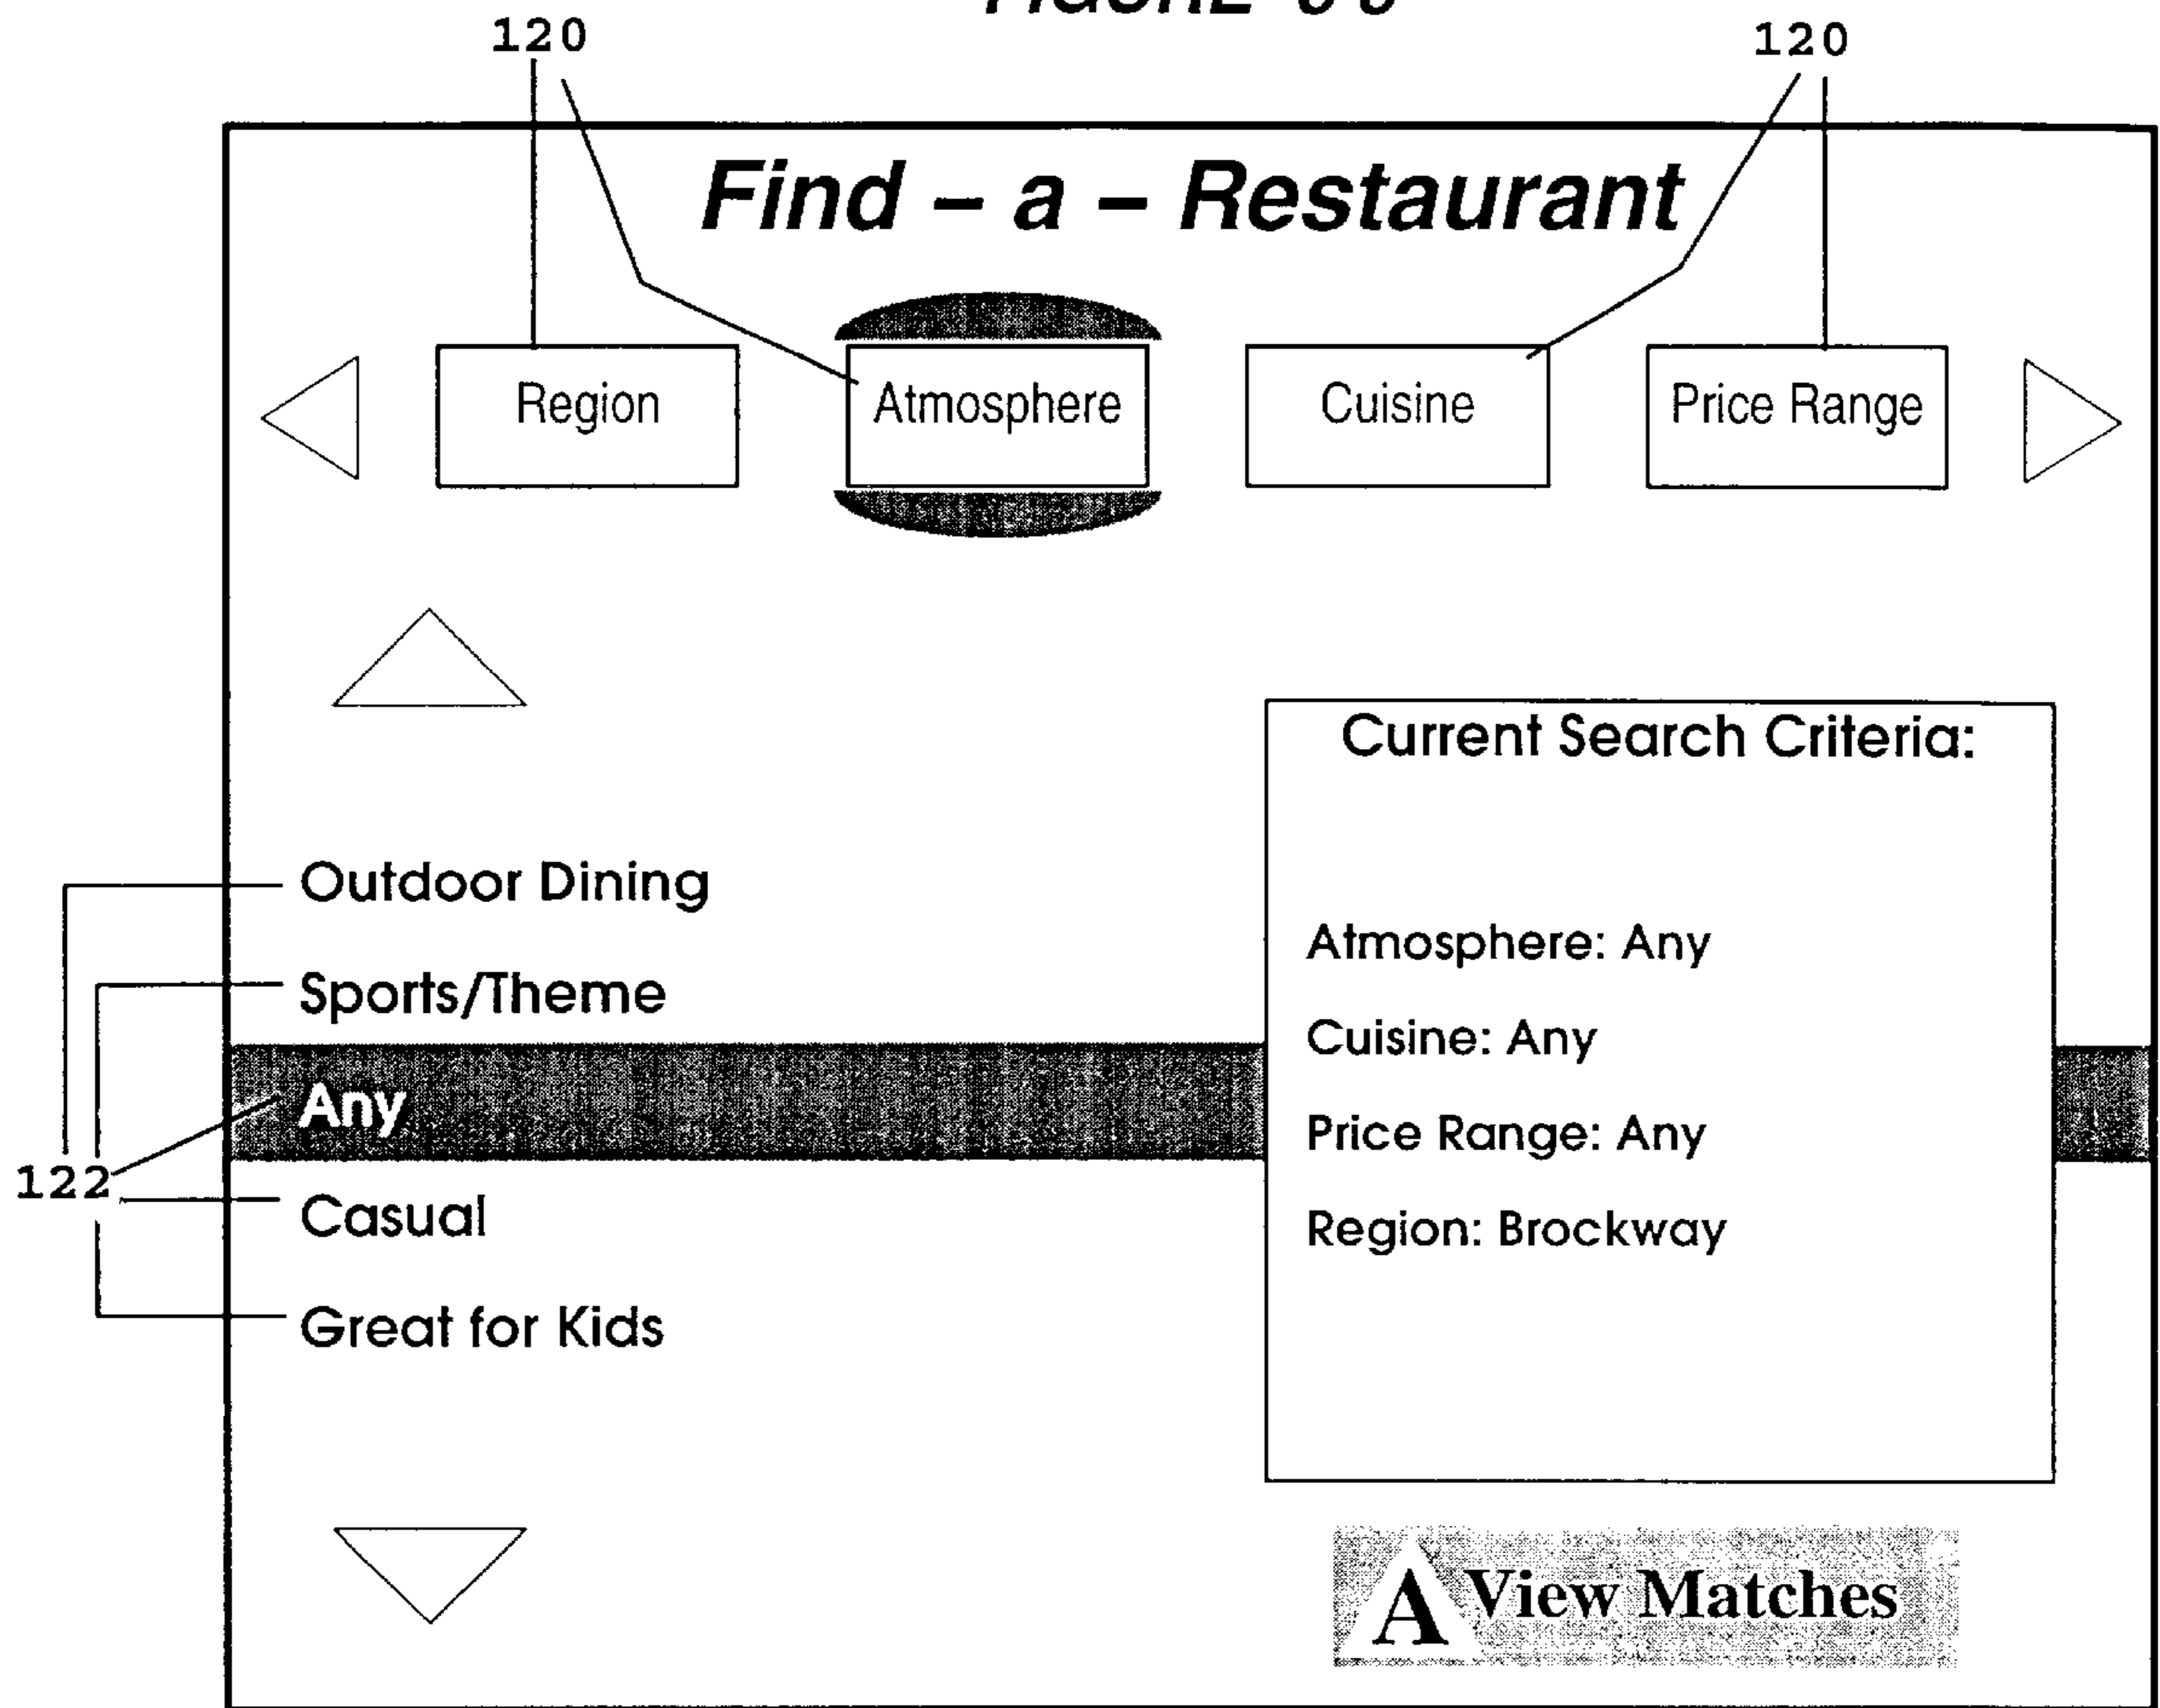 FIGURE
120
120
Find – a – Restaurant
Region
Atmosphere
Cuisine
Price Range
Current Search Criteria:
Outdoor Dining
Sports/Theme
Any
Casual
Great for Kids
122
Atmosphere: Any
Cuisine: Any
Price Range: Any
Region: Brockway
A View Matches